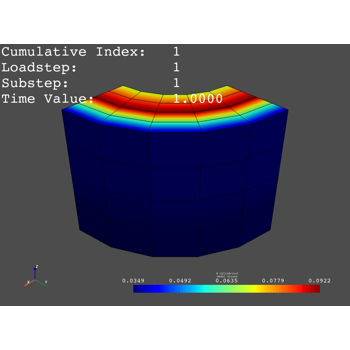 Cumulative Index: 1
Loadstep: 1
Substep: 1
Time Value: 1.0000
0.0349 0.0492 0.0635 0.0779 0.0922